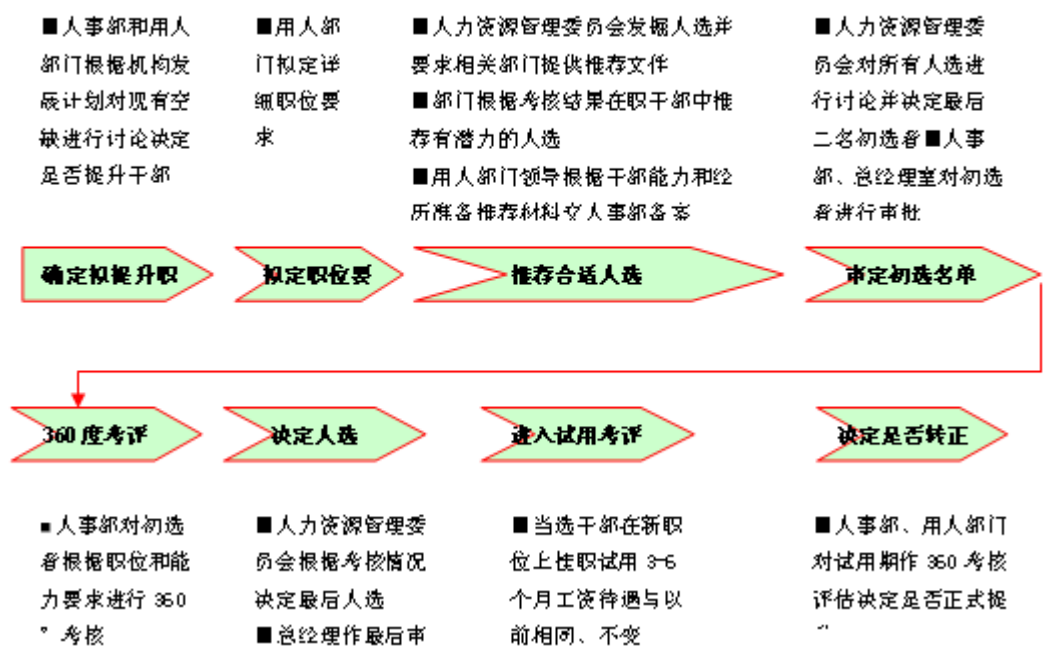 ■人事部和用人
部门根据机构发
展计划对现有空
缺进行讨论决定
是否提升干部
■用人部
门拟定详
细职位要
求
■人力资源管理委员会发掘人选并
要求相关部门提供推荐文件
■部门根据考核结果在职干部中推
荐有潜力的人选
■用人部门领导根据干部能力和经
历准备推荐材料交人事部备案
■人力资源管理委
员会对所有人选进
行讨论并决定最后
二名初选者■人事
部、总经理室对初选
者进行审批
确定拟提升职
拟定职位要
推荐合适人选
审定初选名单
360度考评
决定人选
进入试用考评
决定是否转正
■人事部对初选
者根据职位和能
力要求进行360
°考核
■人力资源管理委
员会根据考核情况
决定最后人选
■总经理作最后审
■当选干部在新职
位上挂职试用3-6
个月工资待遇与以
前相同、不变
■人事部、用人部门
对试用期作360考核
评估决定是否正式提